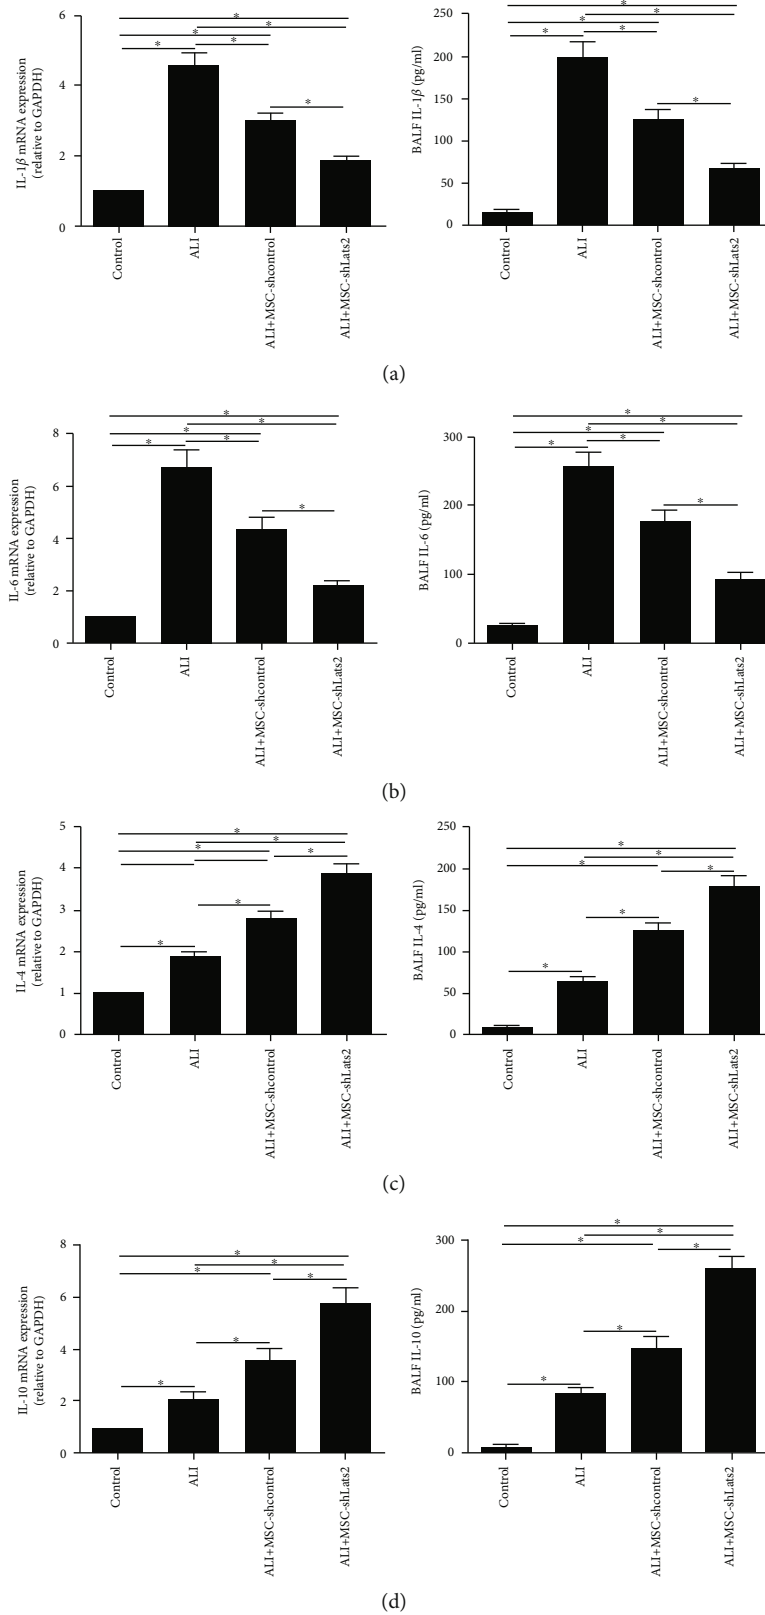 IL-1β mRNA expression
(relative to GAPDH)
6
4
2
0
* * * * * *
Control
ALI
ALI+MSC-shcontrol
ALI+MSC-shLats2
BALF IL-1β (pg/ml)
250
200
150
100
50
0
* * * * * *
Control
ALI
ALI+MSC-shcontrol
ALI+MSC-shLats2
(a)
IL-6 mRNA expression
(relative to GAPDH)
8
6
4
2
0
* * * * * *
Control
ALI
ALI+MSC-shcontrol
ALI+MSC-shLats2
BALF IL-6 (pg/ml)
300
200
100
0
* * * * * *
Control
ALI
ALI+MSC-shcontrol
ALI+MSC-shLats2
(b)
IL-4 mRNA expression
(relative to GAPDH)
5
4
3
2
1
0
* * * * * *
Control
ALI
ALI+MSC-shcontrol
ALI+MSC-shLats2
BALF IL-4 (pg/ml)
250
200
150
100
50
0
* * * * * *
Control
ALI
ALI+MSC-shcontrol
ALI+MSC-shLats2
(c)
IL-10 mRNA expression
(relative to GAPDH)
8
6
4
2
0
* * * * * *
Control
ALI
ALI+MSC-shcontrol
ALI+MSC-shLats2
BALF IL-10 (pg/ml)
300
200
100
0
* * * * * *
Control
ALI
ALI+MSC-shcontrol
ALI+MSC-shLats2
(d)